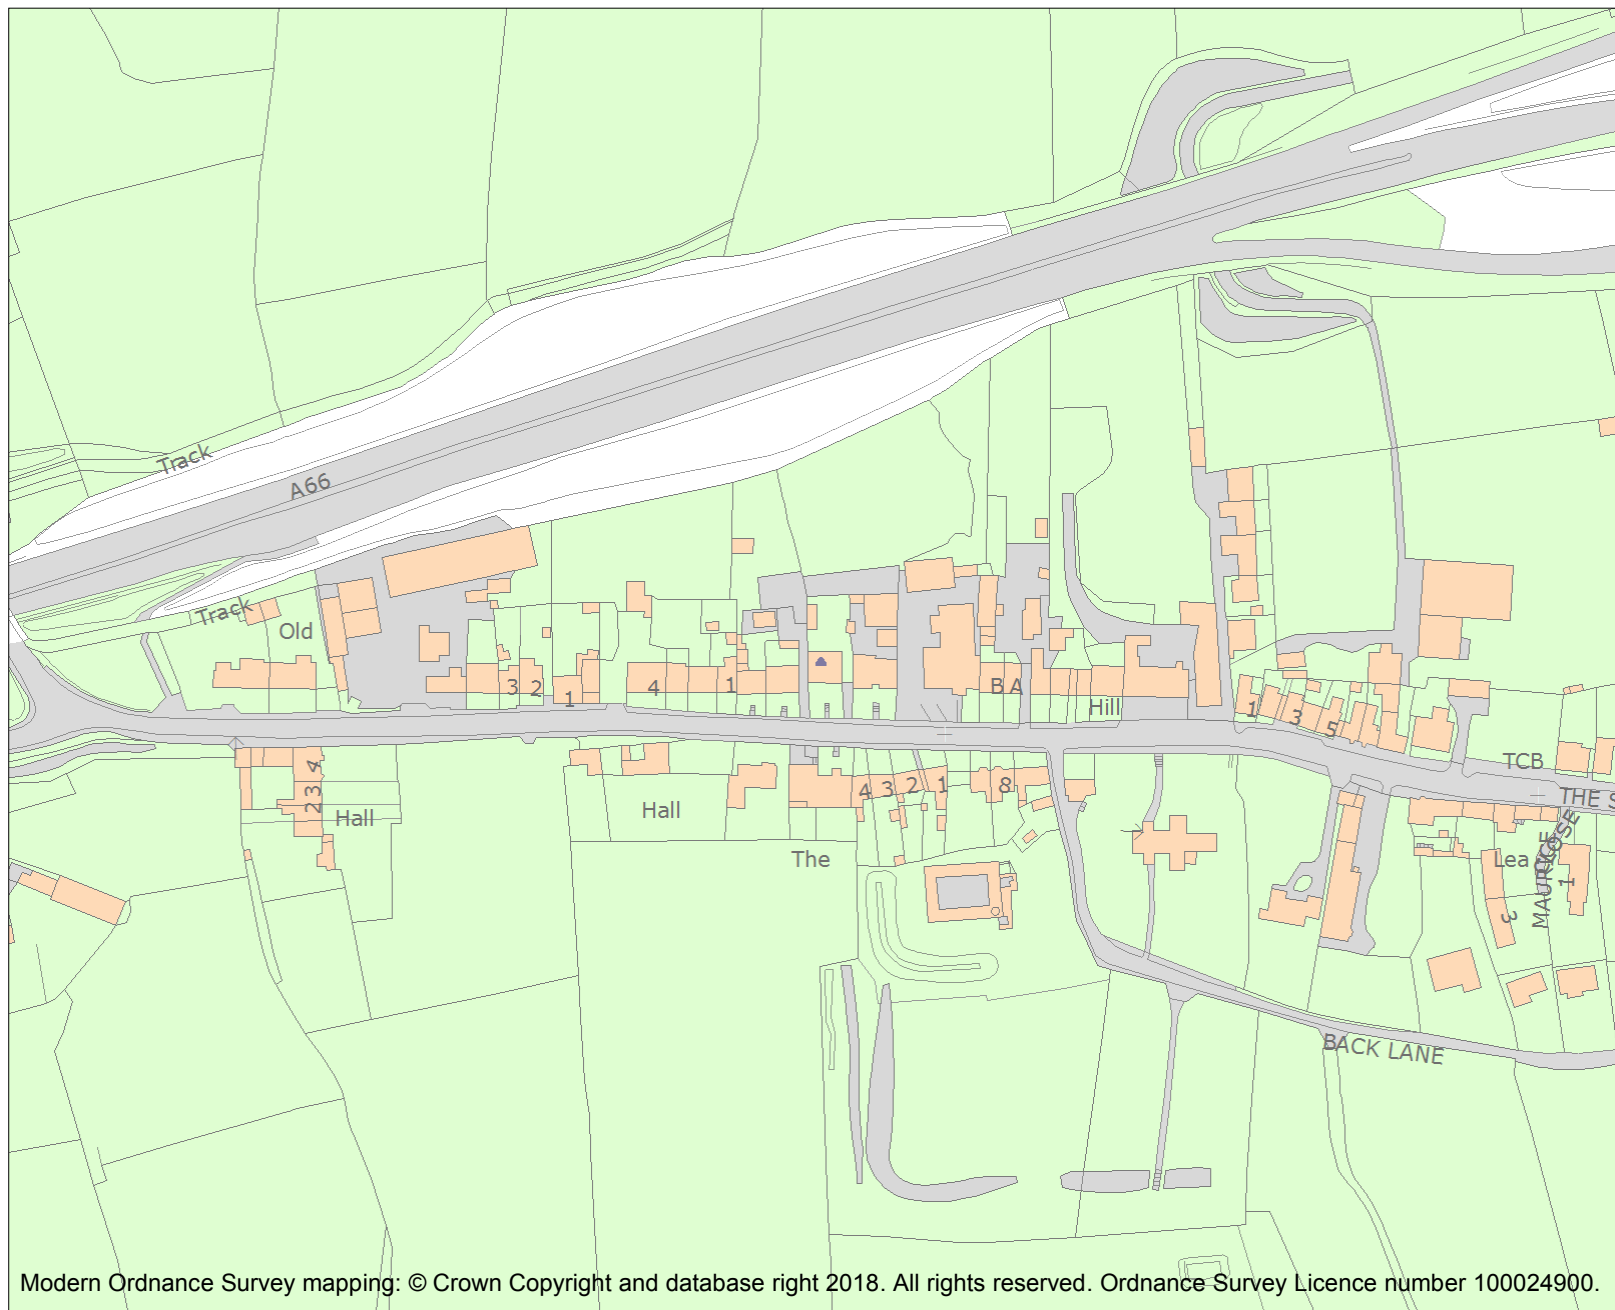 Track
A66
Track
Old
3 2 1
4 1
B A
Hill
1 3 5
TCB
THE S
4
3
2
Hall
Hall
4 3 2 1
8
The
MAURICE
CLOSE
Lea
1
3
BACK LANE
Modern Ordnance Survey mapping: © Crown Copyright and database right 2018. All rights reserved. Ordnance Survey Licence number 100024900.